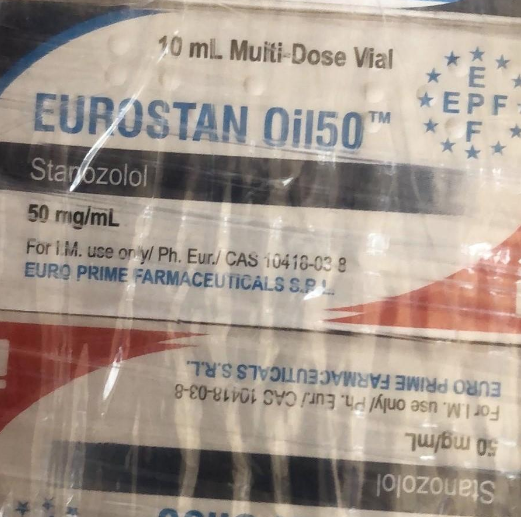 10 mL Multi-Dose Vial
EUROSTAN Oil50™
E
EPF
F
Stanozolol
50 mg/mL
For I.M. use only/ Ph. Eur./ CAS 10418-03 8
EURO PRIME FARMACEUTICALS S.R.L.
EURO PRIME FARMACEUTICALS S.R.L.
For I.M. use only/ Ph. Eur./ CAS 10418-03-8
50 mg/mL
Stanozolol